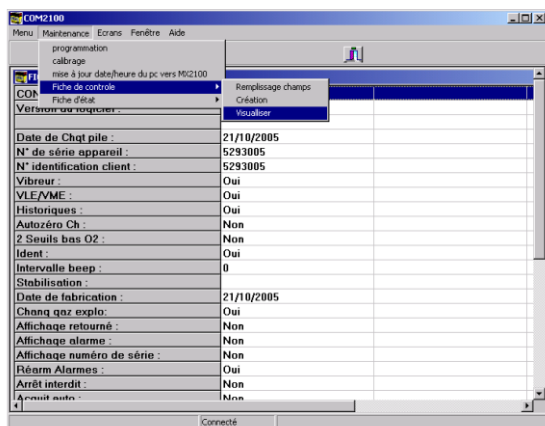 COM2100
Menu Maintenance Ecrans Fenêtre Aide
programmation
calibrage
mise à jour date/heure du pc vers MX2100
Fiche de controle
Fiche d'état
Remplissage champs
Création
Visualiser
Date de Chgt pile : 21/10/2005
N° de série appareil : 5293005
N° identification client : 5293005
Vibreur : Oui
VLE/VME : Oui
Historiques : Oui
Autozéro Ch : Non
2 Seuils bas O2 : Non
Ident : Oui
Intervalle beep : 0
Stabilisation :
Date de fabrication : 21/10/2005
Chang gaz explo: Oui
Affichage retourné : Non
Affichage alarme : Non
Affichage numéro de série : Non
Réarm Alarmes : Oui
Arrêt interdit : Non
Acquit auto : Non
Connecté